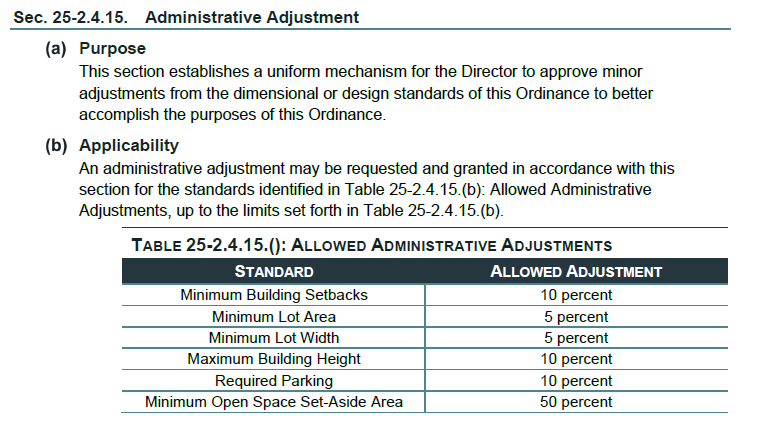 Sec. 25-2.4.15. Administrative Adjustment
(a) Purpose
This section establishes a uniform mechanism for the Director to approve minor
adjustments from the dimensional or design standards of this Ordinance to better
accomplish the purposes of this Ordinance.
(b) Applicability
An administrative adjustment may be requested and granted in accordance with this
section for the standards identified in Table 25-2.4.15.(b): Allowed Administrative
Adjustments, up to the limits set forth in Table 25-2.4.15.(b).
TABLE 25-2.4.15.(): ALLOWED ADMINISTRATIVE ADJUSTMENTS
STANDARD ALLOWED ADJUSTMENT
Minimum Building Setbacks 10 percent
Minimum Lot Area 5 percent
Minimum Lot Width 5 percent
Maximum Building Height 10 percent
Required Parking 10 percent
Minimum Open Space Set-Aside Area 50 percent